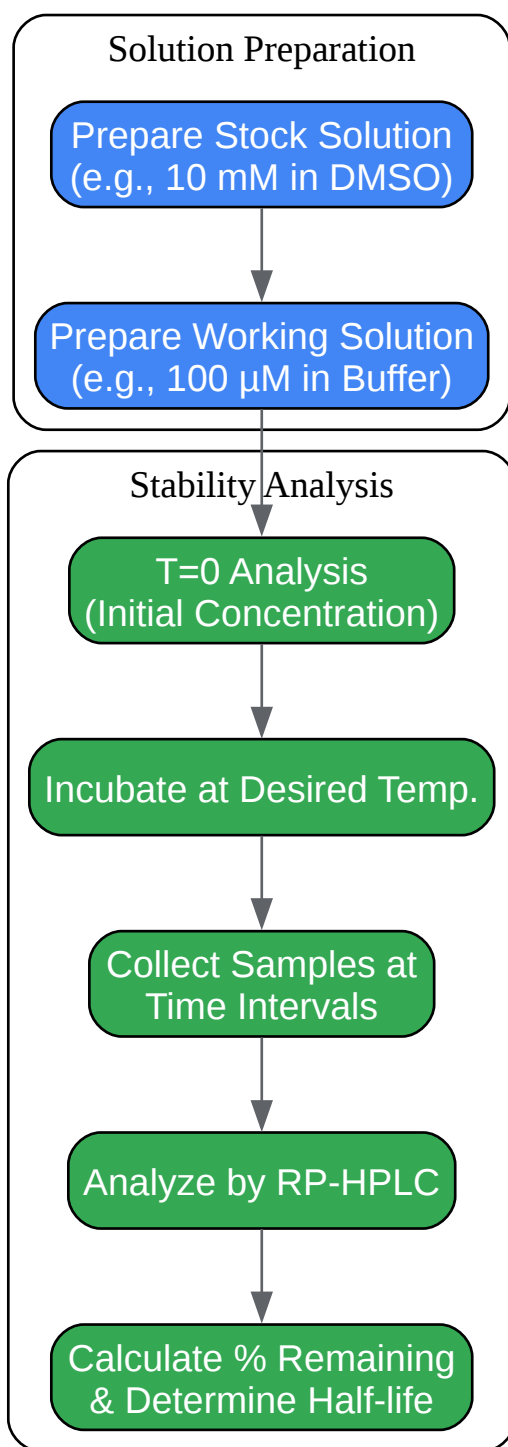 Solution Preparation
Prepare Stock Solution
(e.g., 10 mM in DMSO)
Prepare Working Solution
(e.g., 100 µM in Buffer)
Stability Analysis
T=0 Analysis
(Initial Concentration)
Incubate at Desired Temp.
Collect Samples at
Time Intervals
Analyze by RP-HPLC
Calculate % Remaining
& Determine Half-life